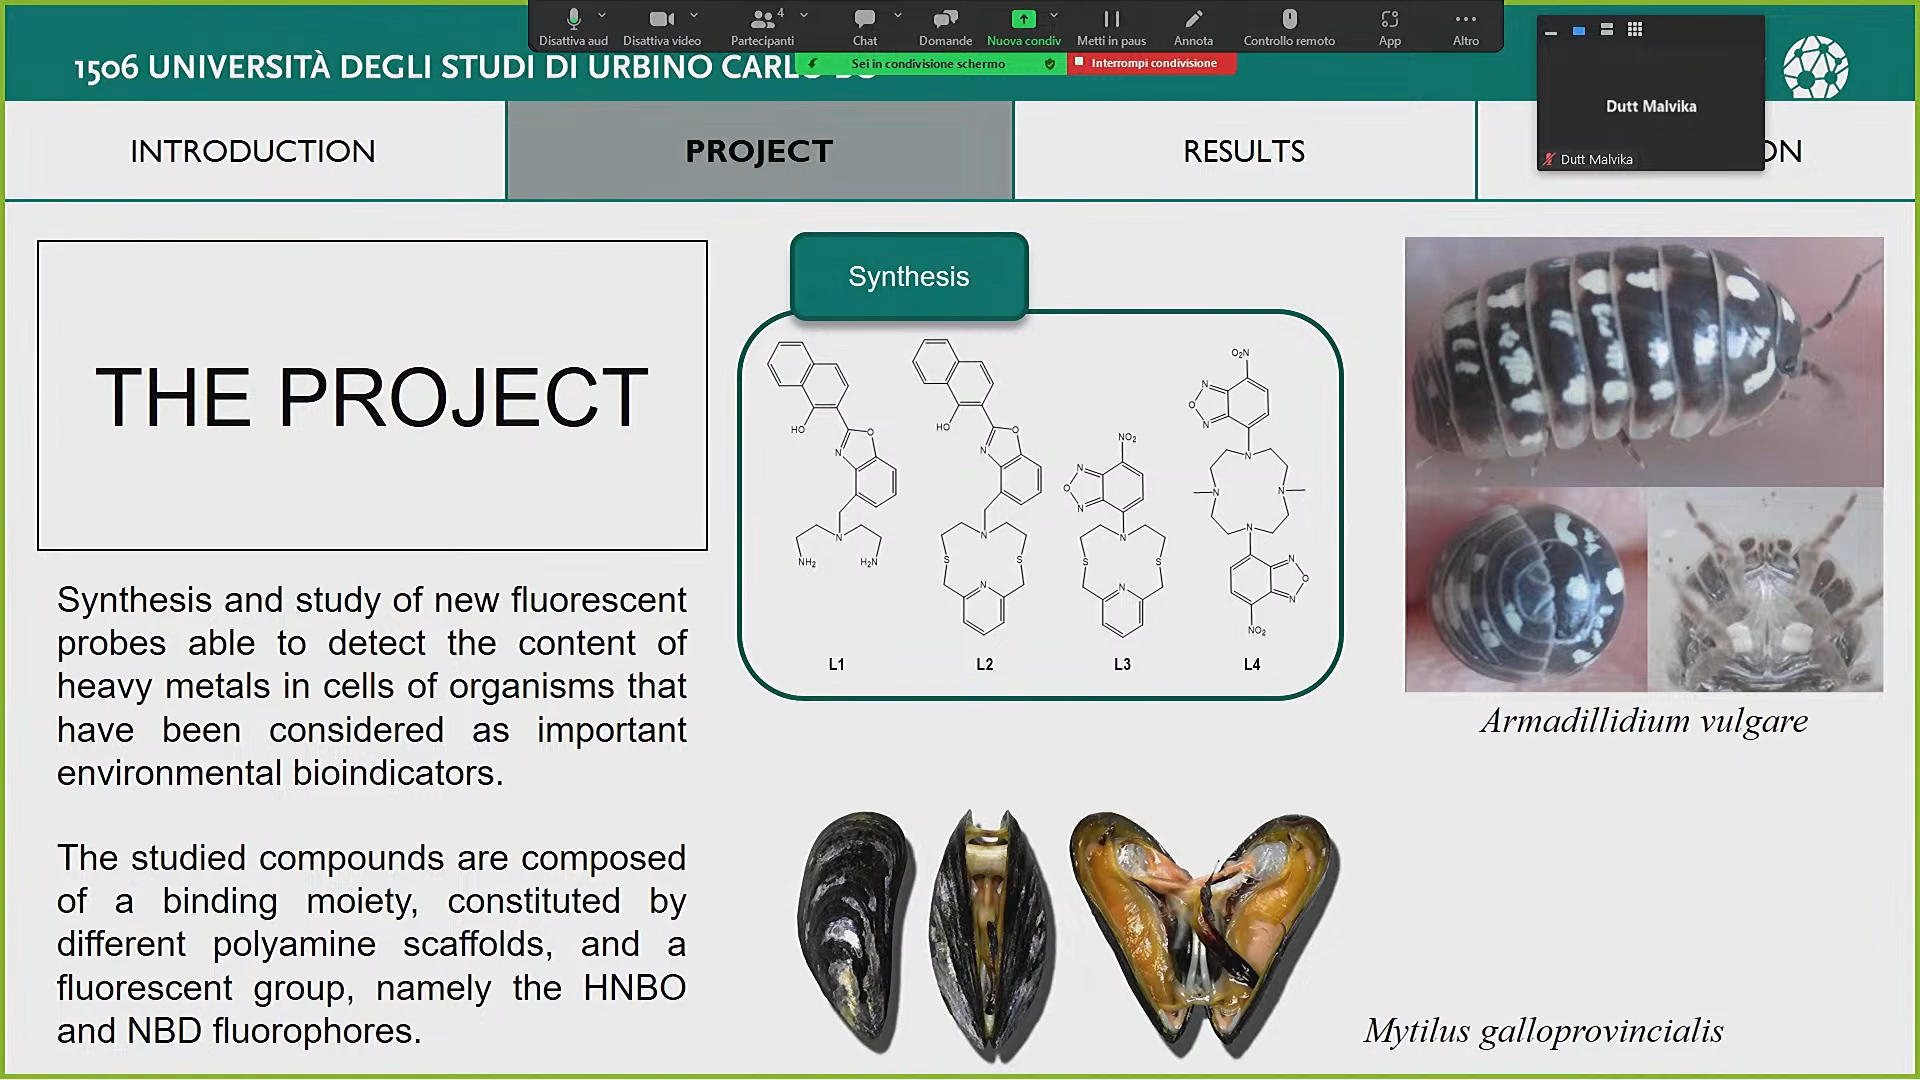 Disattiva aud
Disattiva video
Partecipanti
4
Chat
Domande
Nuova condiv
Metti in paus
Annota
Controllo remoto
App
Altro
Sei in condivisione schermo
Interrompi condivisione
1506 UNIVERSITÀ DEGLI STUDI DI URBINO
Dutt Malvika
Dutt Malvika
INTRODUCTION
PROJECT
RESULTS
THE PROJECT
Synthesis and study of new fluorescent
probes able to detect the content of
heavy metals in cells of organisms that
have been considered as important
environmental bioindicators.
The studied compounds are composed
of a binding moiety, constituted by
different polyamine scaffolds, and a
fluorescent group, namely the HNBO
and NBD fluorophores.
Synthesis
HO
O
N
N
NH₂
H₂N
L1
HO
O
N
N
S
S
N
L2
NO₂
N
O
N
N
S
S
N
L3
O₂N
N
O
N
N
N
N
N
N
O
N
NO₂
L4
Armadillidium vulgare
Mytilus galloprovincialis